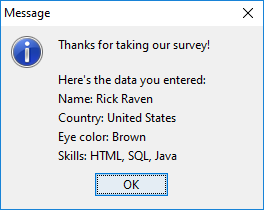 Message
Thanks for taking our survey!
Here's the data you entered:
Name: Rick Raven
Country: United States
Eye color: Brown
Skills: HTML, SQL, Java
OK